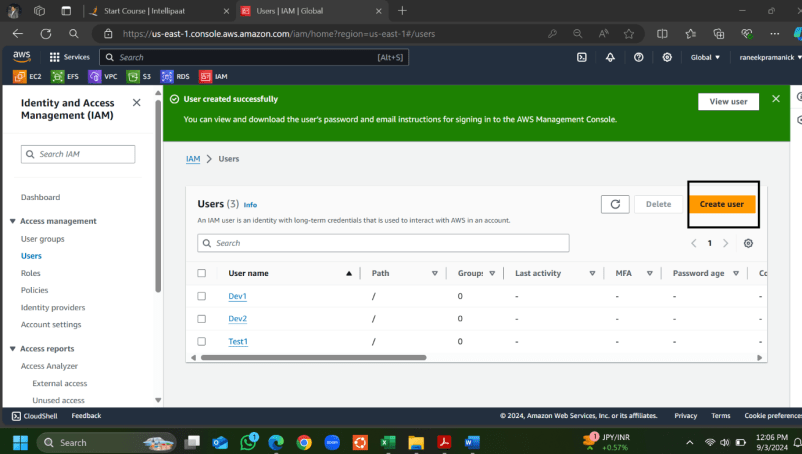 Start Course | Intellipaat
Users | IAM | Global
https://us-east-1.console.aws.amazon.com/iam/home?region=us-east-1#/users
aws
Services
Search
[Alt+S]
Global
raneekpramanick
EC2
EFS
VPC
S3
RDS
IAM
Identity and Access Management (IAM)
Search IAM
Dashboard
Access management
User groups
Users
Roles
Policies
Identity providers
Account settings
Access reports
Access Analyzer
External access
Unused access
User created successfully
View user
You can view and download the user's password and email instructions for signing in to the AWS Management Console.
IAM > Users
Users (3) Info
Delete
Create user
An IAM user is an identity with long-term credentials that is used to interact with AWS in an account.
Search
1
User name Path Group: Last activity MFA Password age Co
Dev1 / 0 - - - -
Dev2 / 0 - - - -
Test1 / 0 - - - -
CloudShell
Feedback
© 2024, Amazon Web Services, Inc. or its affiliates.
Privacy
Terms
Cookie preferences
Search
1
1
JPY/INR
+0.57%
12:06 PM
9/3/2024